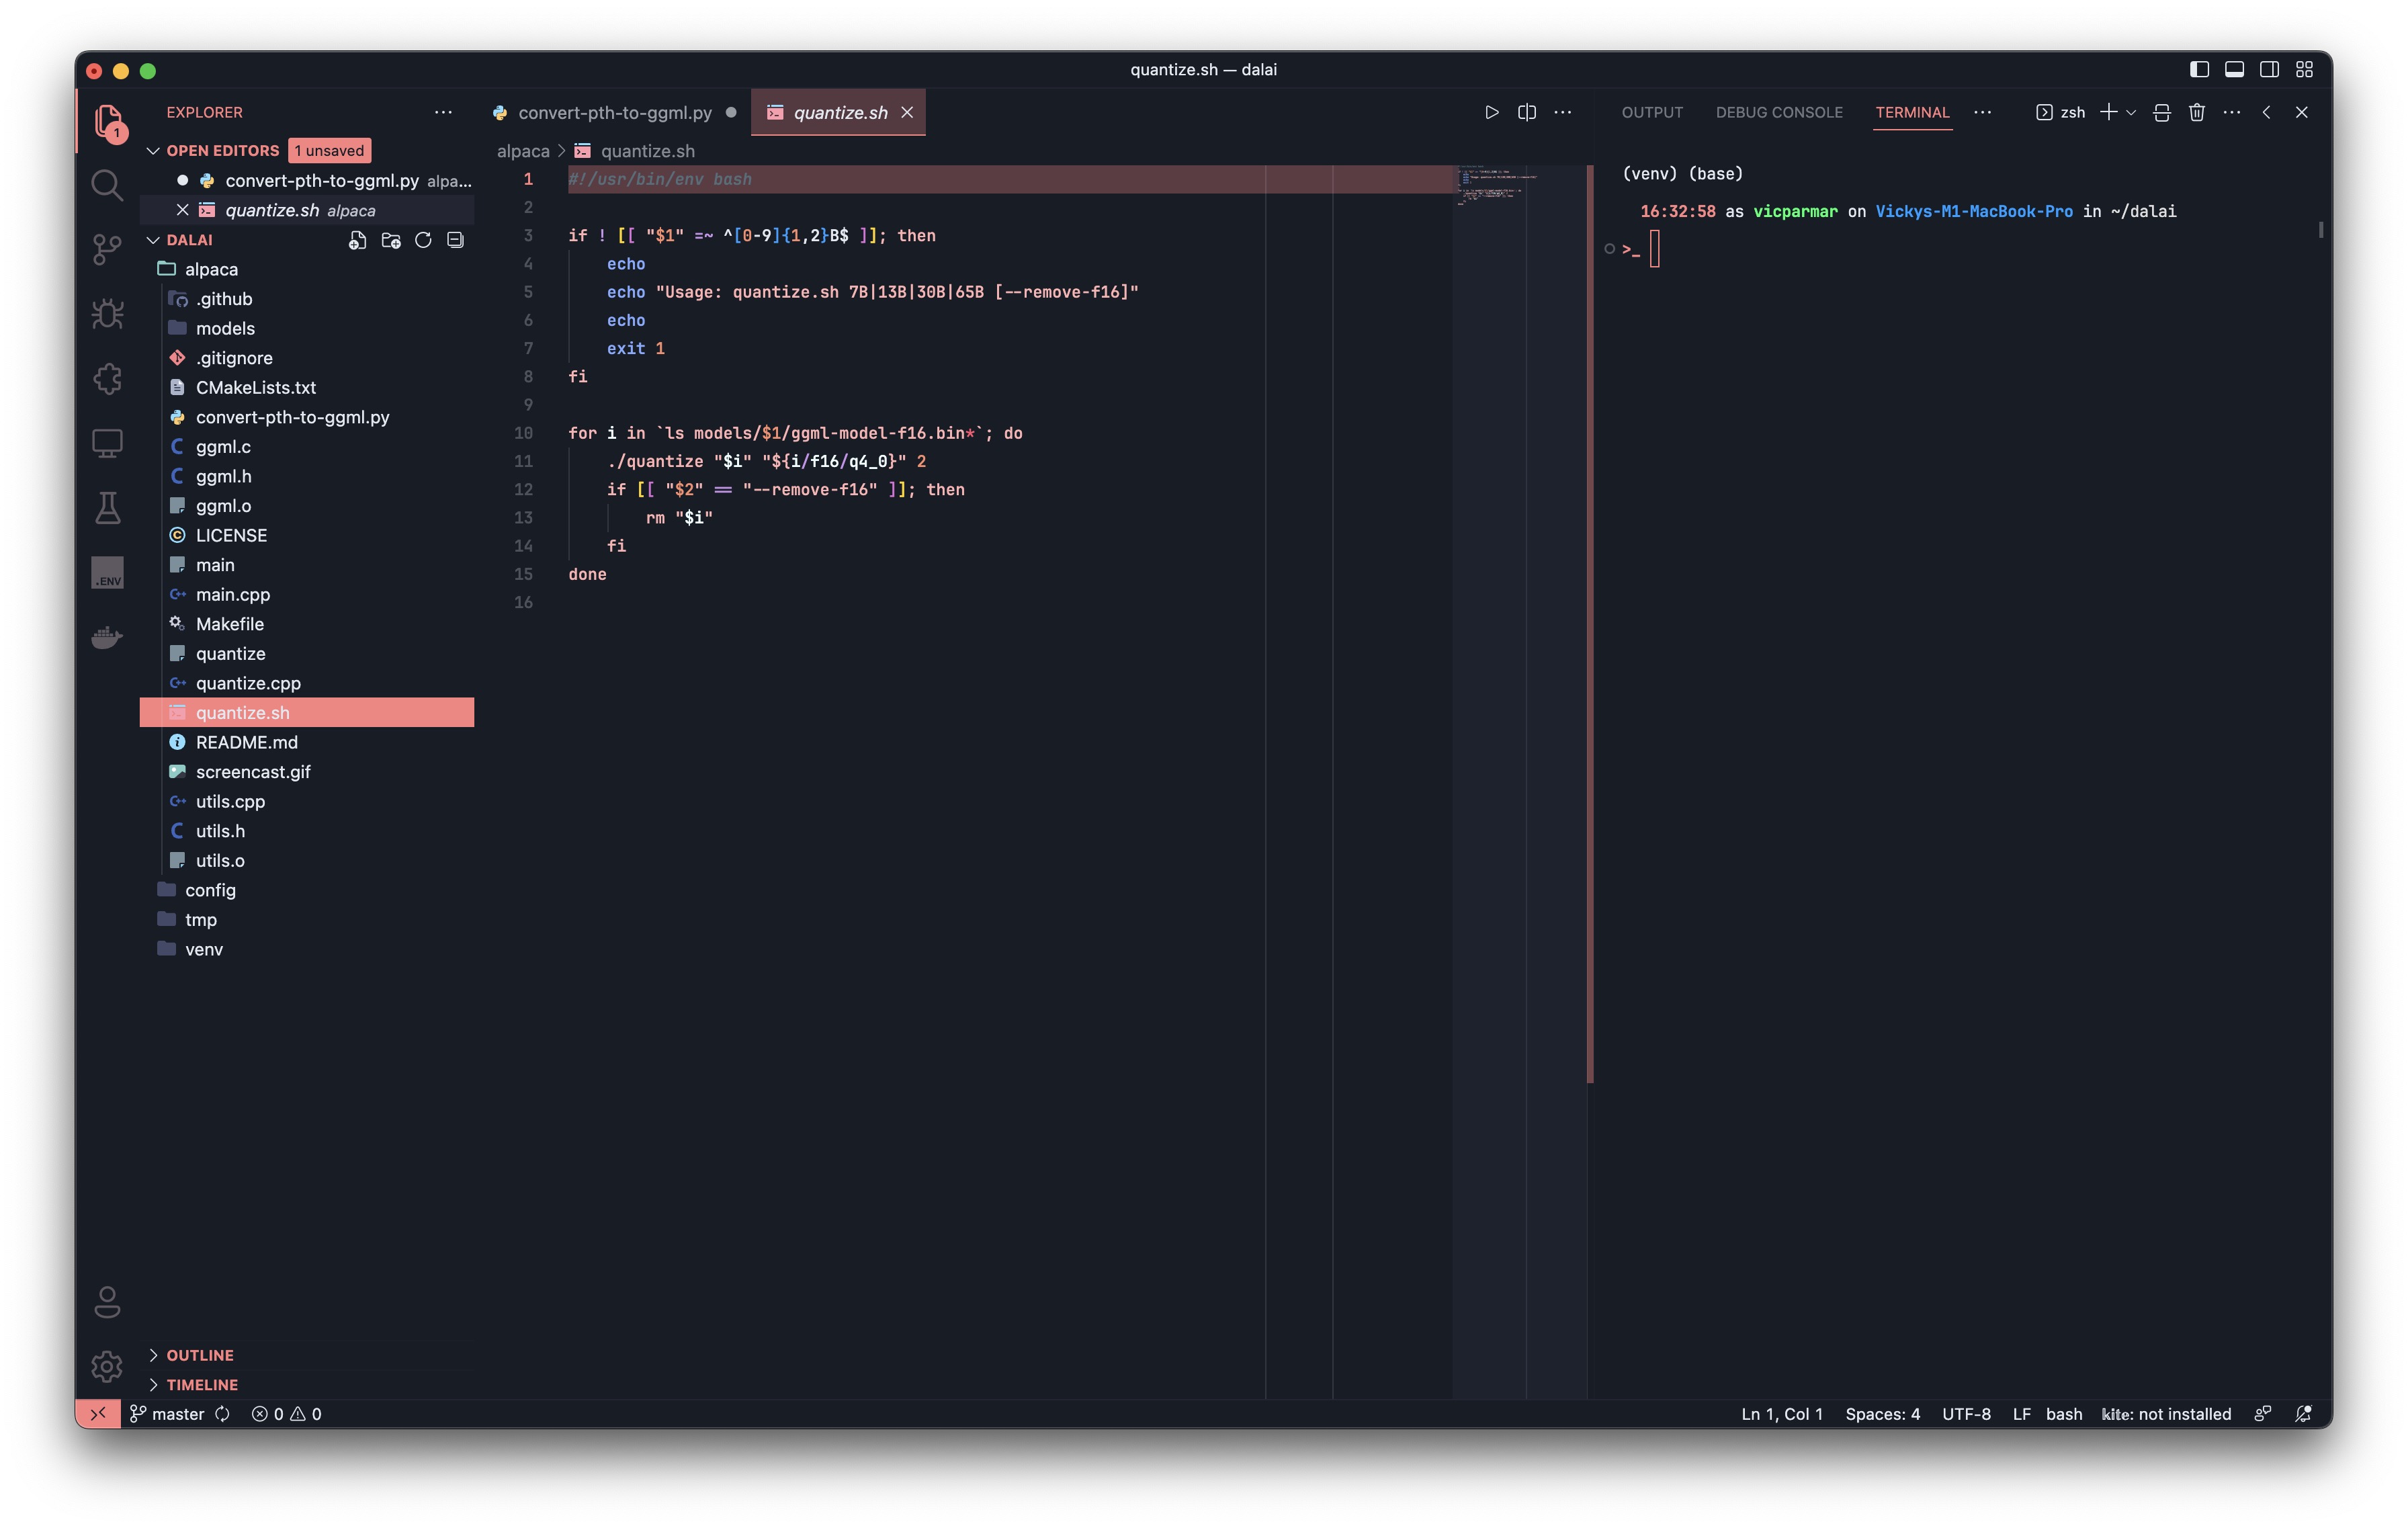 quantize.sh — dalai
EXPLORER
1
OPEN EDITORS 1 unsaved
convert-pth-to-ggml.py alpa...
quantize.sh alpaca
DALAI
alpaca
.github
models
.gitignore
CMakeLists.txt
convert-pth-to-ggml.py
ggml.c
ggml.h
ggml.o
LICENSE
main
main.cpp
Makefile
quantize
quantize.cpp
quantize.sh
README.md
screencast.gif
utils.cpp
utils.h
utils.o
config
tmp
venv
.ENV
OUTLINE
TIMELINE
convert-pth-to-ggml.py
quantize.sh
alpaca > quantize.sh
1 #!/usr/bin/env bash
2
3 if ! [[ "$1" =~ ^[0-9]{1,2}B$ ]]; then
4     echo
5     echo "Usage: quantize.sh 7B|13B|30B|65B [--remove-f16]"
6     echo
7     exit 1
8 fi
9
10 for i in `ls models/$1/ggml-model-f16.bin*`; do
11     ./quantize "$i" "${i/f16/q4_0}" 2
12     if [[ "$2" == "--remove-f16" ]]; then
13         rm "$i"
14     fi
15 done
16
OUTPUT DEBUG CONSOLE TERMINAL zsh
(venv) (base)
16:32:58 as vicparmar on Vickys-M1-MacBook-Pro in ~/dalai
>_
master 0 0
Ln 1, Col 1 Spaces: 4 UTF-8 LF bash kite: not installed